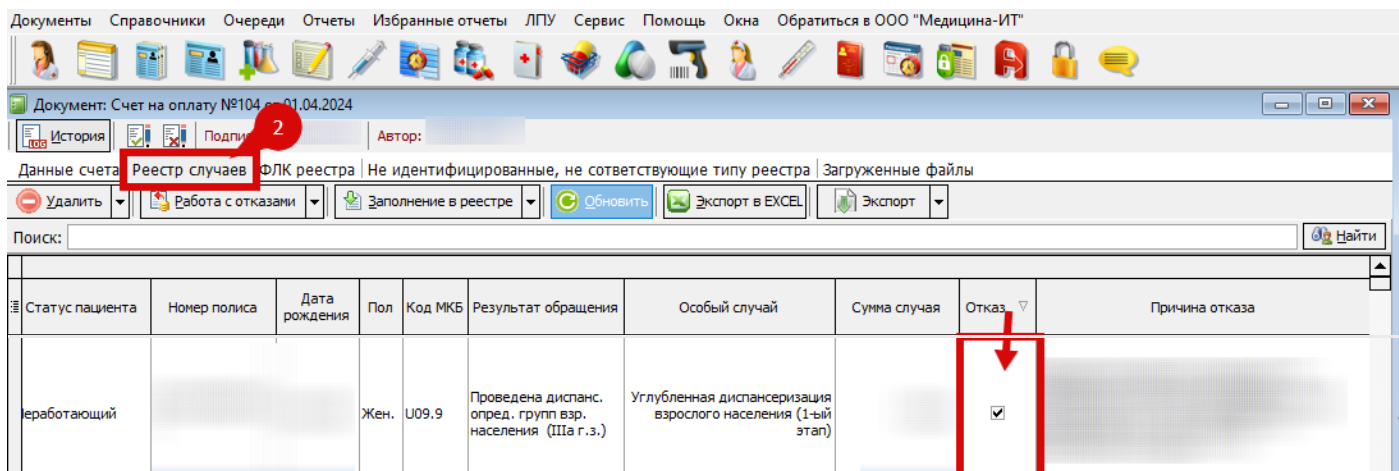 Документы Справочники Очереди Отчеты Избранные отчеты ЛПУ Сервис Помощь Окна Обратиться в ООО "Медицина-ИТ"
Документ: Счет на оплату №104 от 01.04.2024
LOG История Автор:
2
Данные счета Реестр случаев ФЛК реестра Не идентифицированные, не сответствующие типу реестра Загруженные файлы
Удалить Работа с отказами Заполнение в реестре Обновить Экспорт в EXCEL Экспорт
Поиск: Найти
Статус пациента Номер полиса Дата рождения Пол Код МКБ Результат обращения Особый случай Сумма случая Отказ Причина отказа
Проведена диспанс. Углубленная диспансеризация
еработающий Жен. U09.9 опред. групп взр. взрослого населения (1-ый
населения (IIIа г.з.) этап)